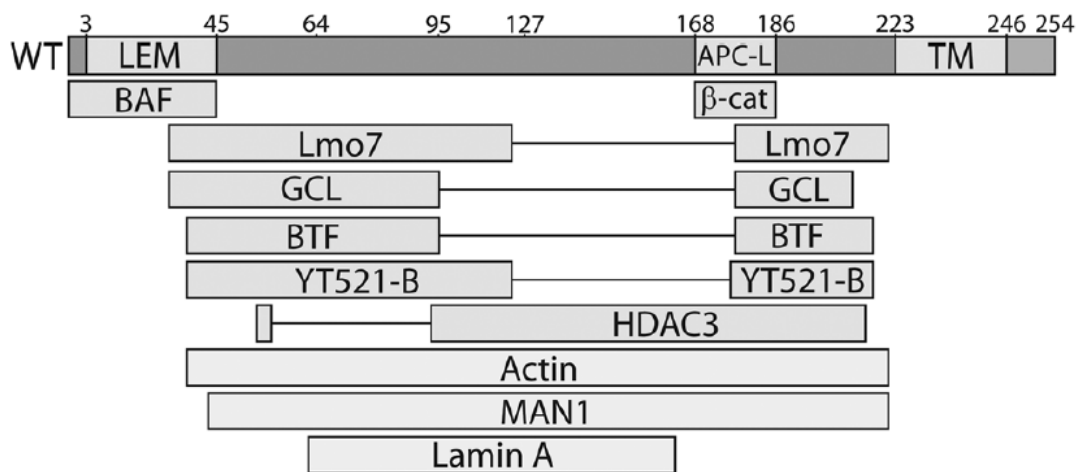 3 45 64 95 127 168 186 223 246 254
WT LEM APC-L TM
BAF β-cat
Lmo7 Lmo7
GCL GCL
BTF BTF
YT521-B YT521-B
HDAC3
Actin
MAN1
Lamin A